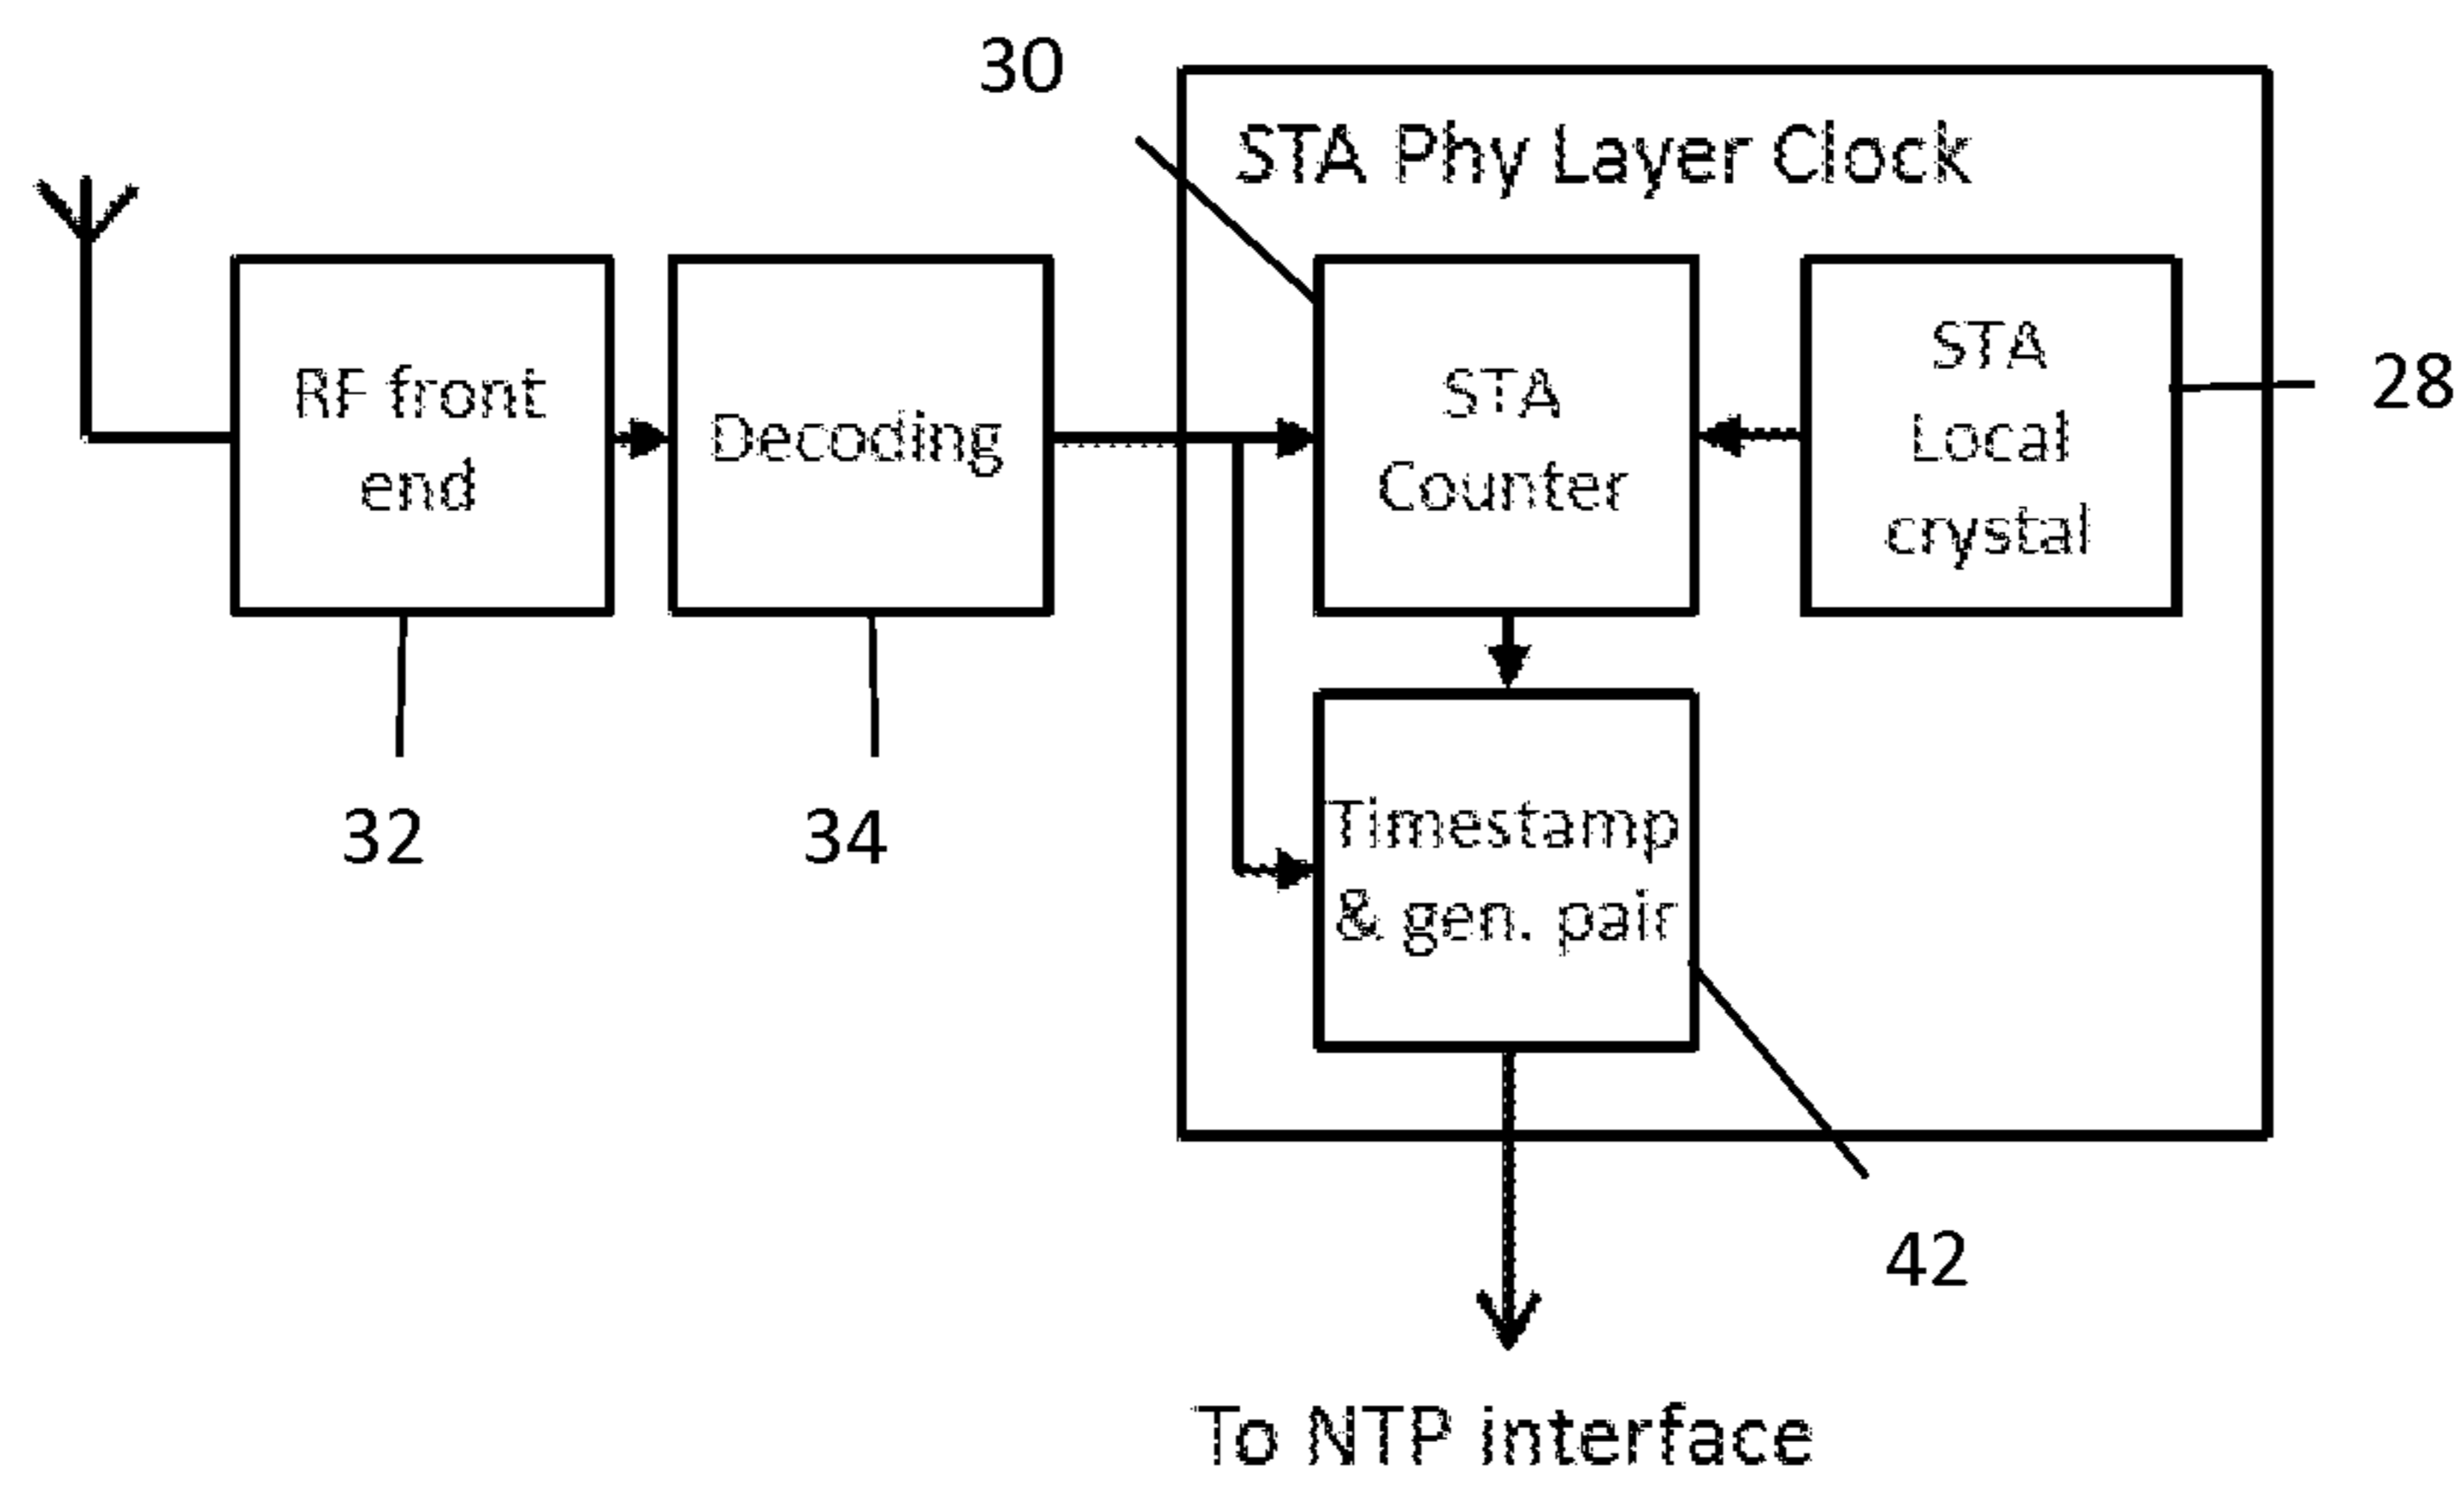 30
STA Phy Layer Clock
RF front
end
Decoding
STA
Counter
STA
Local
crystal
28
32
34
Timestamp
& gen. pair
42
To NTP interface